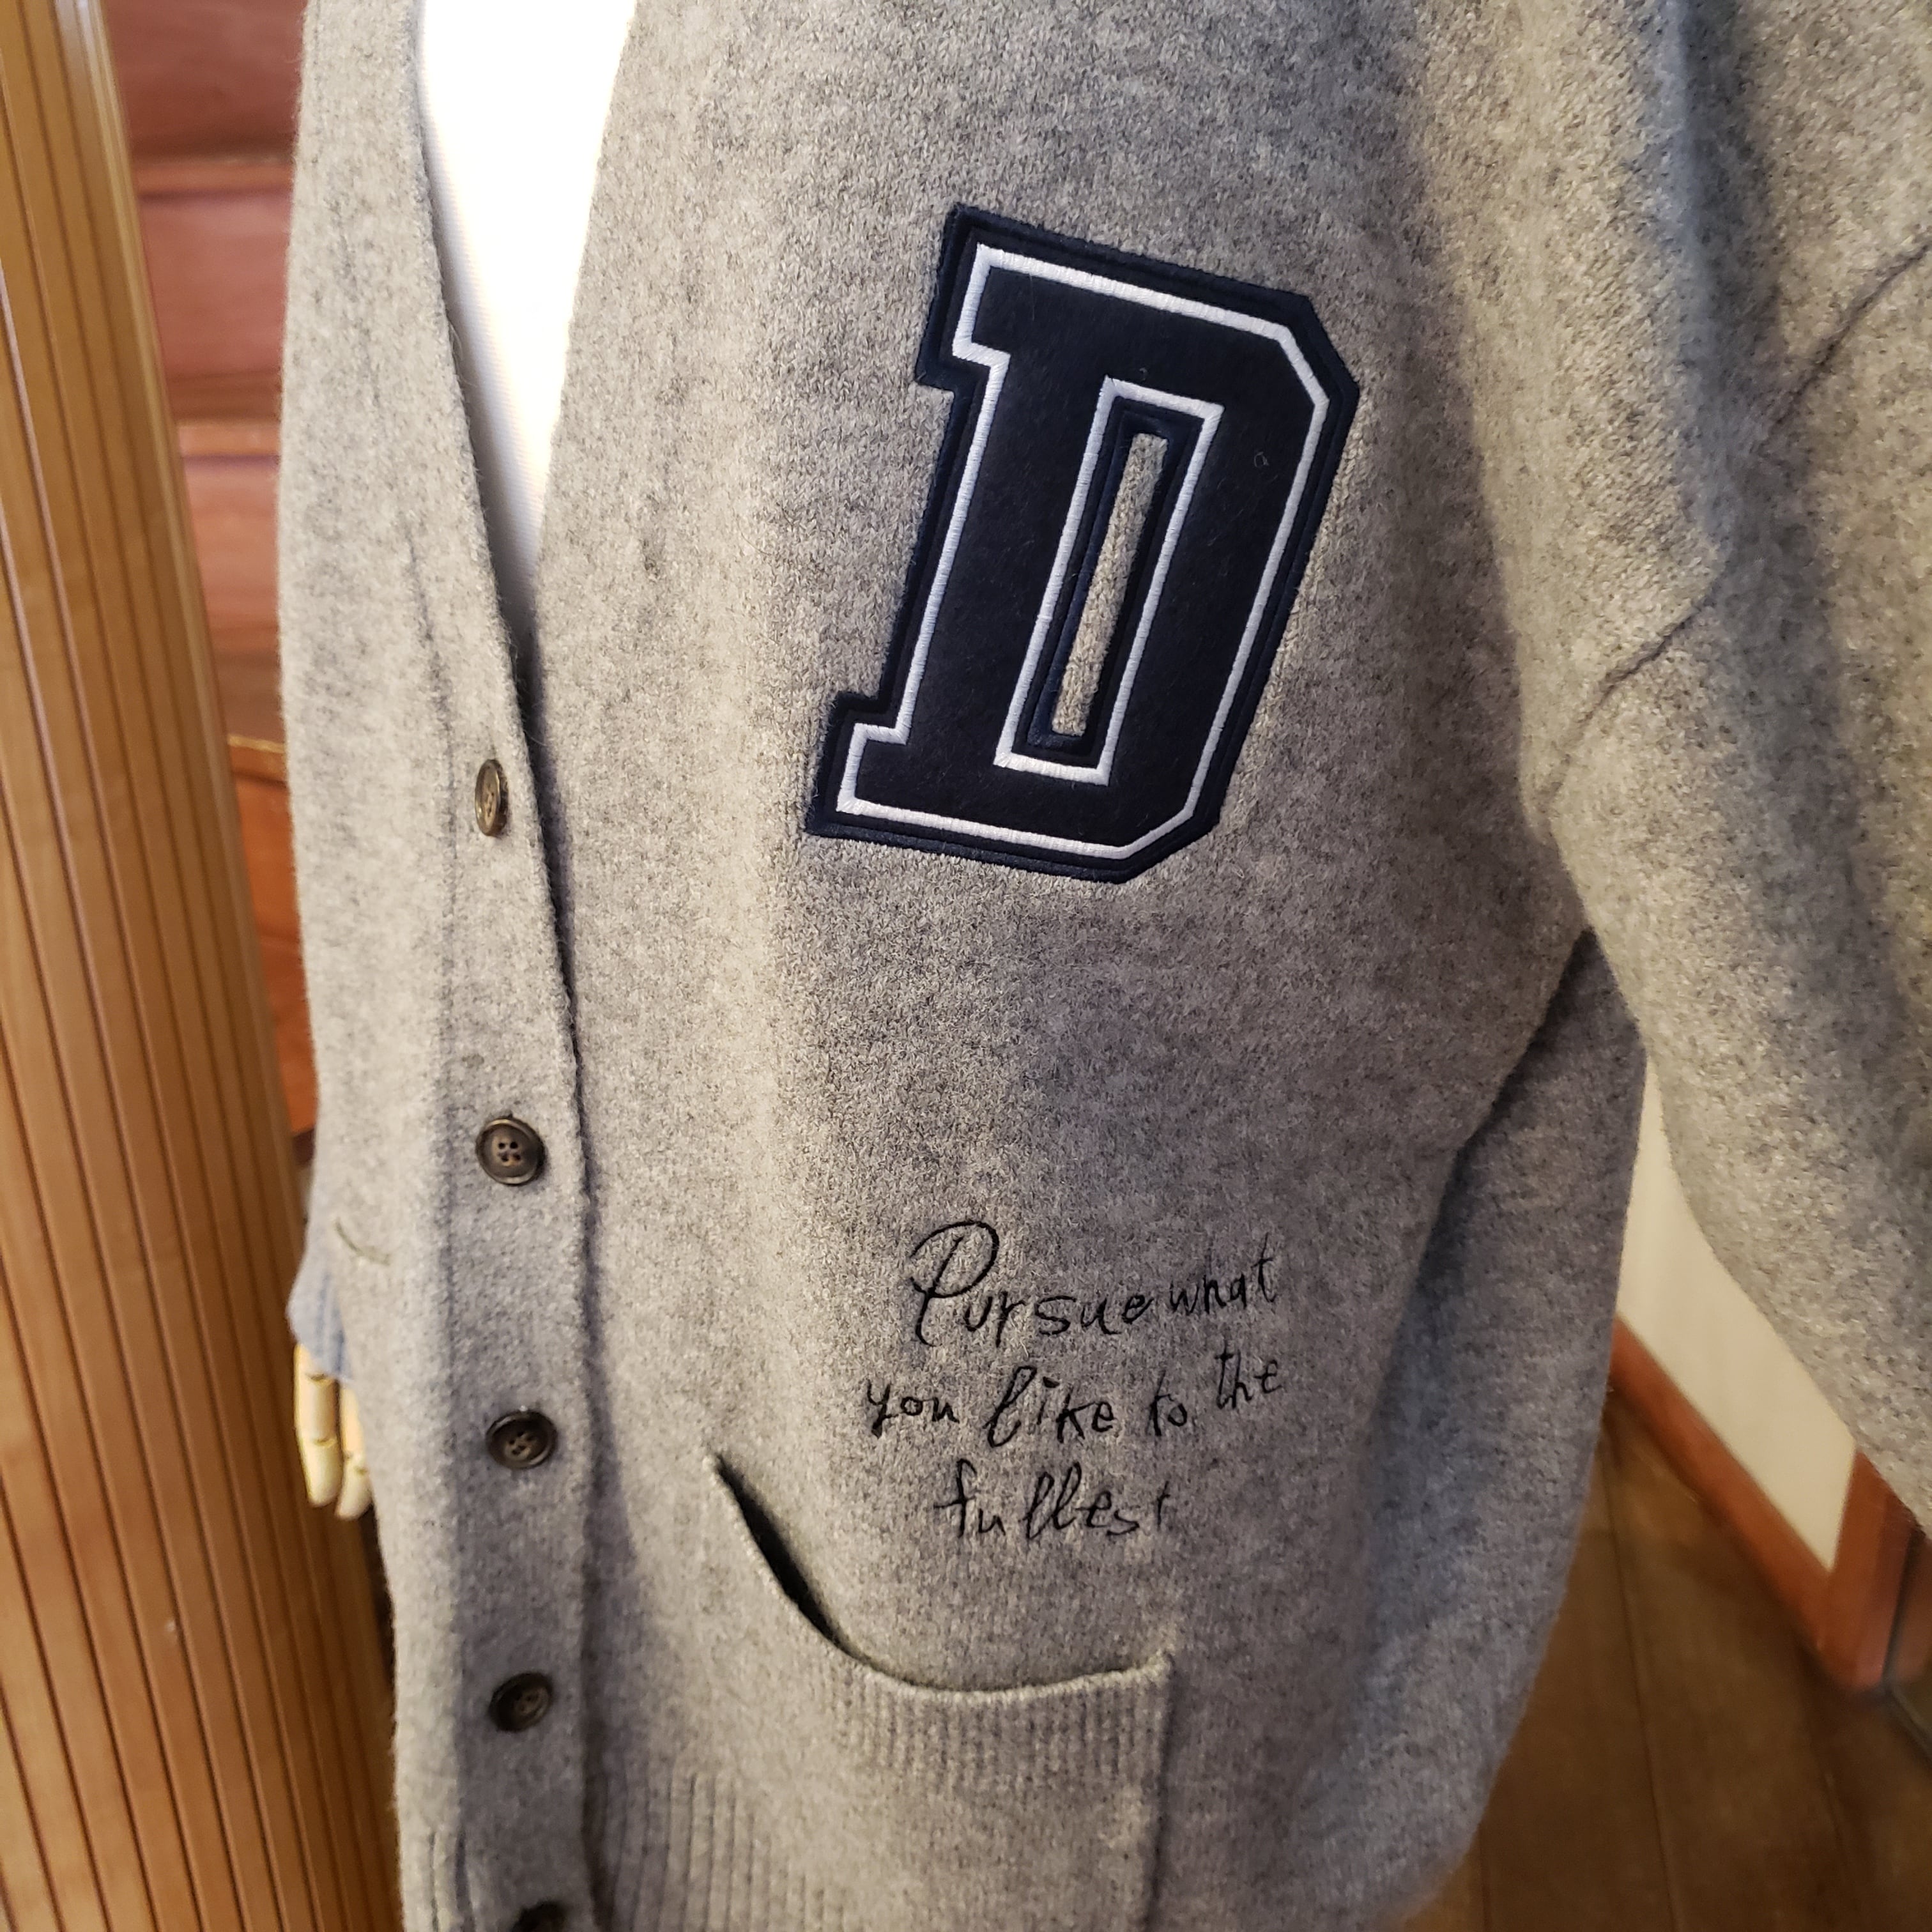 D
Pursue what
you like to the
fullest